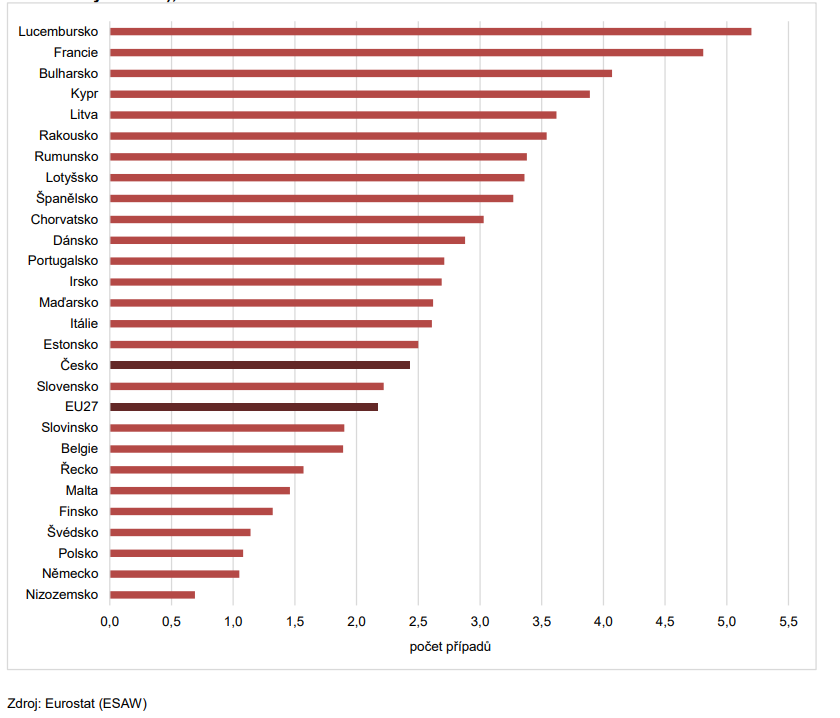 Lucembursko
Francie
Bulharsko
Kypr
Litva
Rakousko
Rumunsko
Lotyšsko
Španělsko
Chorvatsko
Dánsko
Portugalsko
Irsko
Maďarsko
Itálie
Estonsko
Česko
Slovensko
EU27
Slovinsko
Belgie
Řecko
Malta
Finsko
Švédsko
Polsko
Německo
Nizozemsko
0,0 0,5 1,0 1,5 2,0 2,5 3,0 3,5 4,0 4,5 5,0 5,5
počet případů
Zdroj: Eurostat (ESAW)